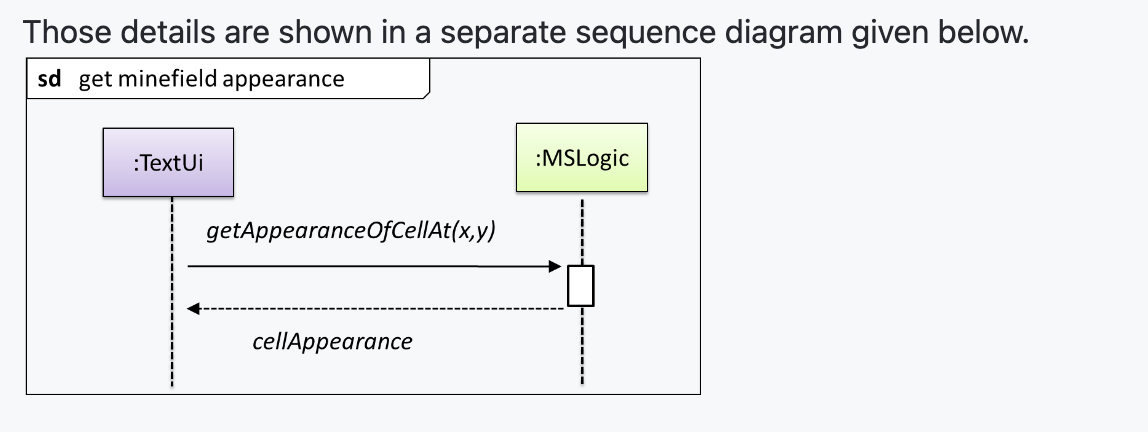 Those details are shown in a separate sequence diagram given below.
sd get minefield appearance
:TextUi
:MSLogic
getAppearanceOfCellAt(x,y)
cellAppearance